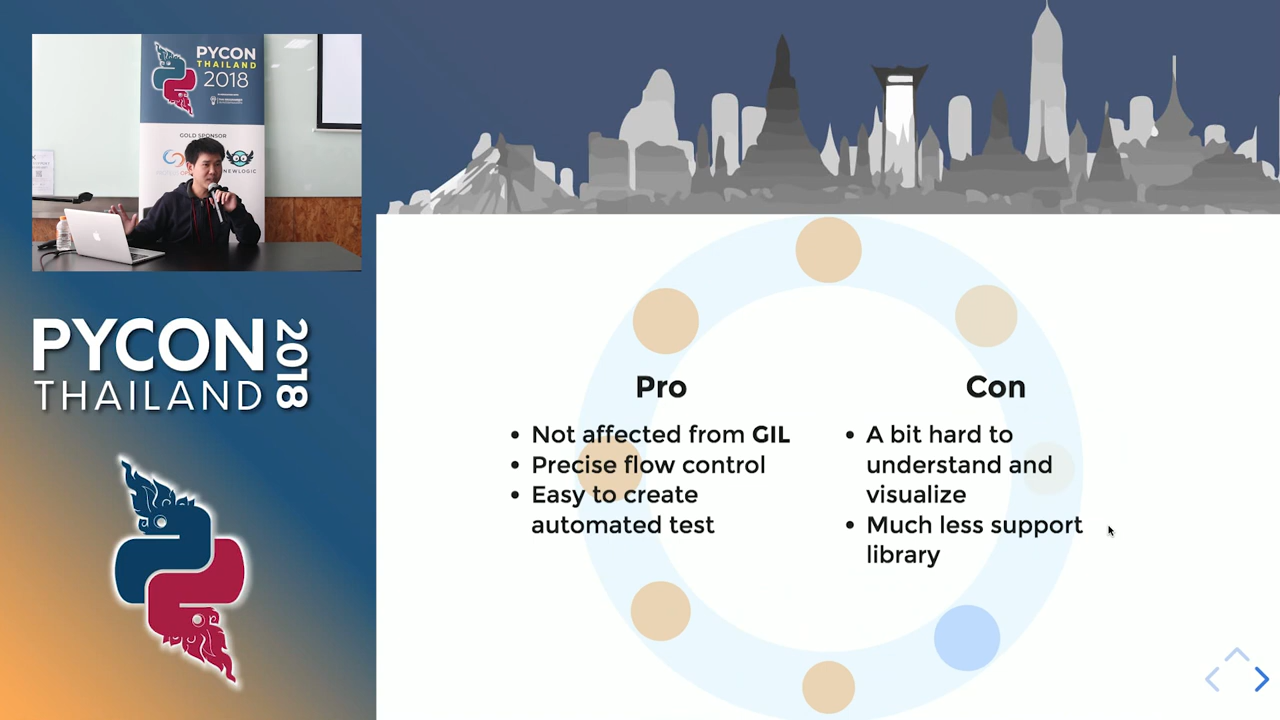 PYCON
THAILAND
2018
GOLD SPONSOR
NEWLOGIC
PYCON 2018
THAILAND
Pro
• Not affected from GIL
• Precise flow control
• Easy to create
automated test
Con
• A bit hard to
understand and
visualize
• Much less support
library